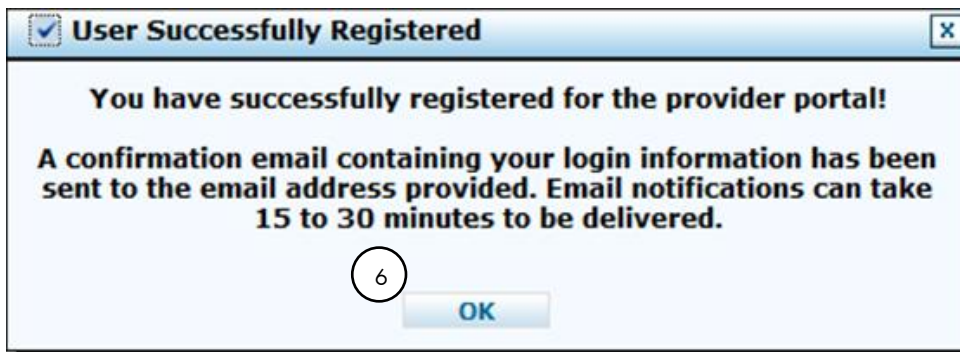 User Successfully Registered
x
You have successfully registered for the provider portal!
A confirmation email containing your login information has been
sent to the email address provided. Email notifications can take
15 to 30 minutes to be delivered.
6
OK